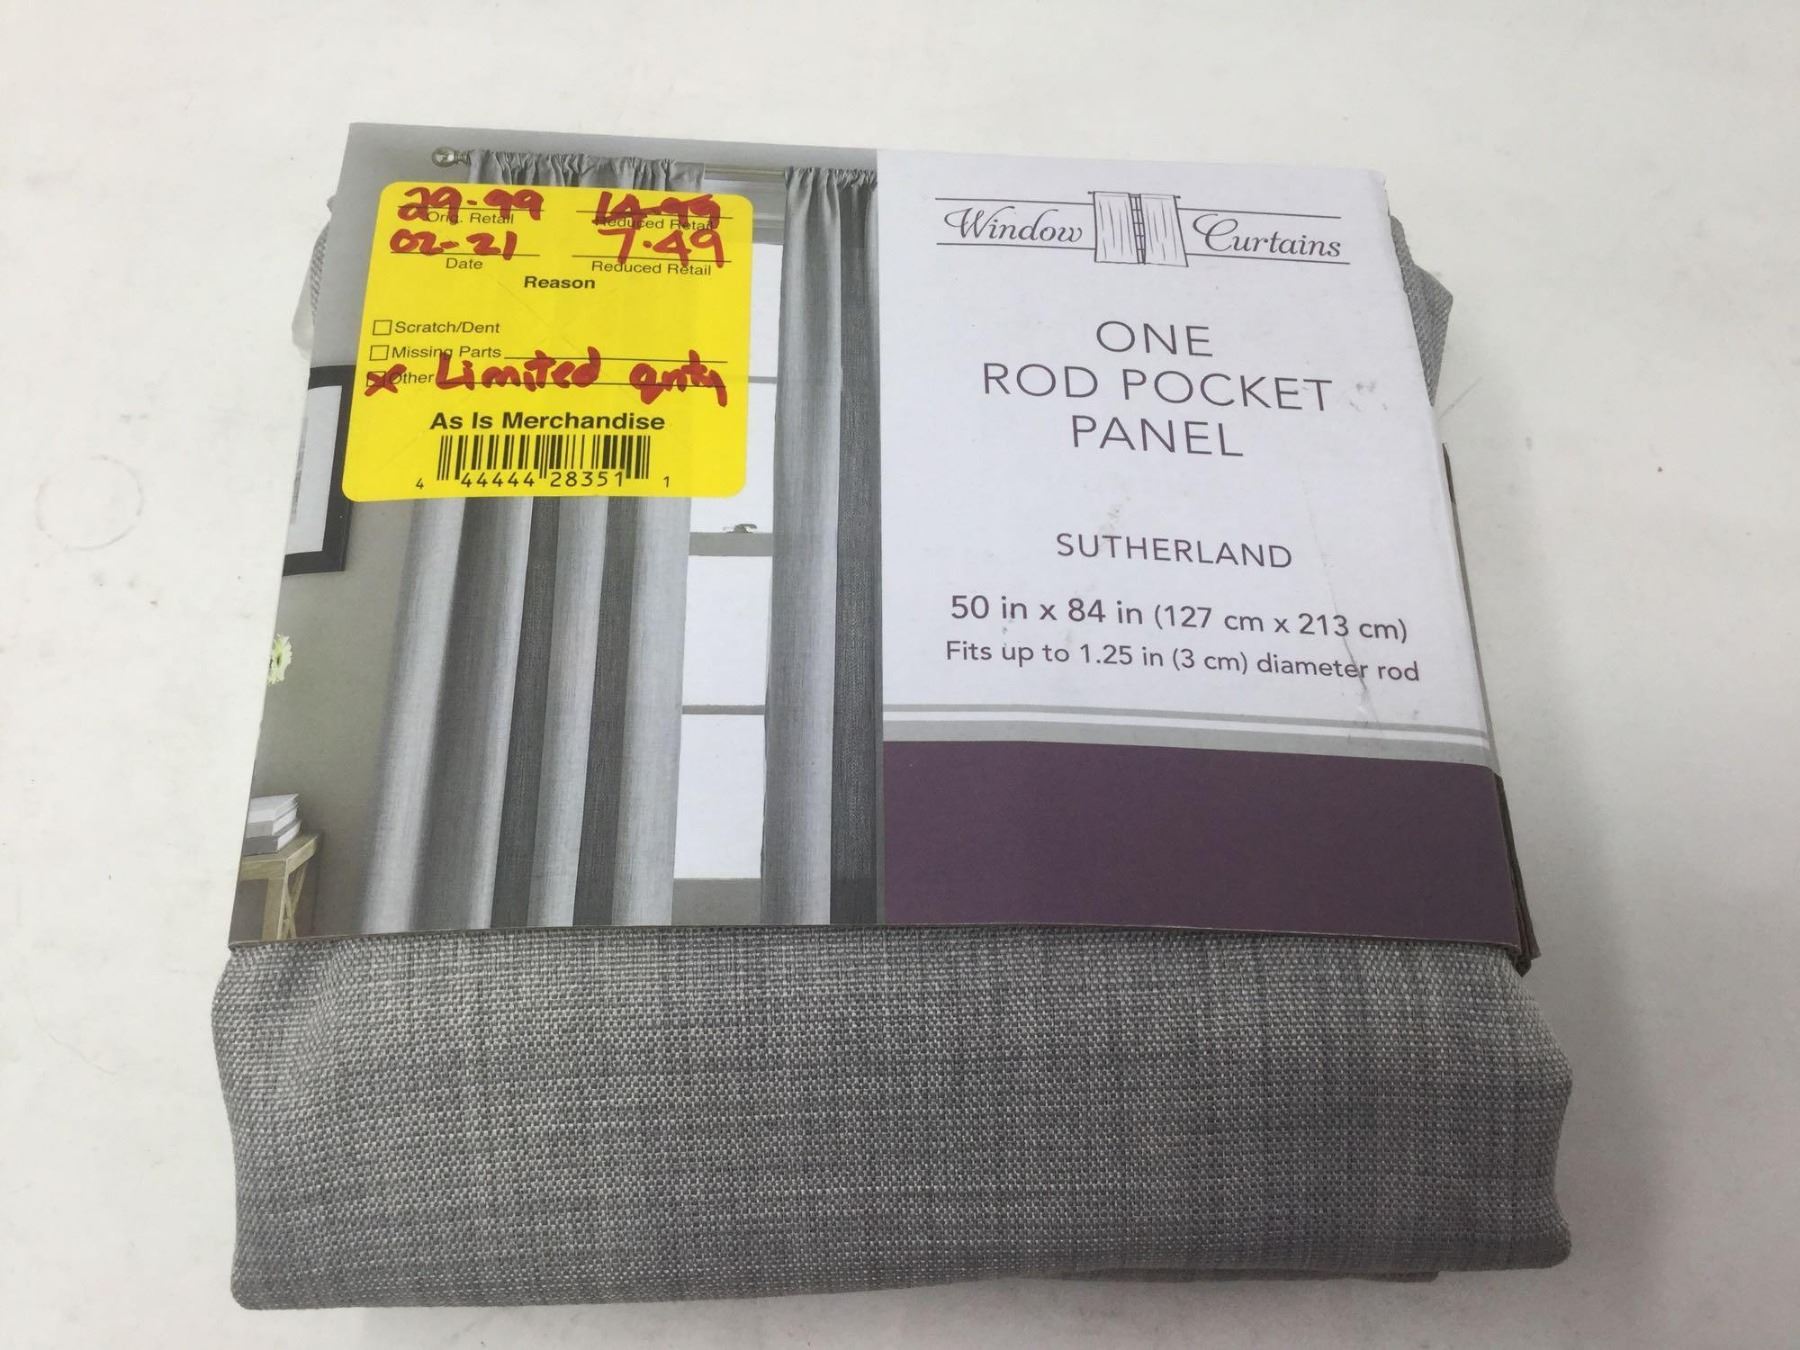 29.99 14.99
Orig. Retail Reduced Retail
02-21 7.49
Date Reduced Retail
Reason
Scratch/Dent
Missing Parts
x Other Limited qnty
As Is Merchandise
4 44444 28351 1
Window Curtains
ONE
ROD POCKET
PANEL
SUTHERLAND
50 in x 84 in (127 cm x 213 cm)
Fits up to 1.25 in (3 cm) diameter rod